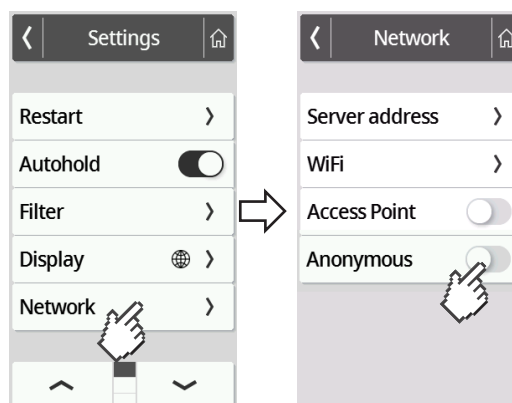 Settings
Restart
Autohold
Filter
Display
Network
Network
Server address
WiFi
Access Point
Anonymous